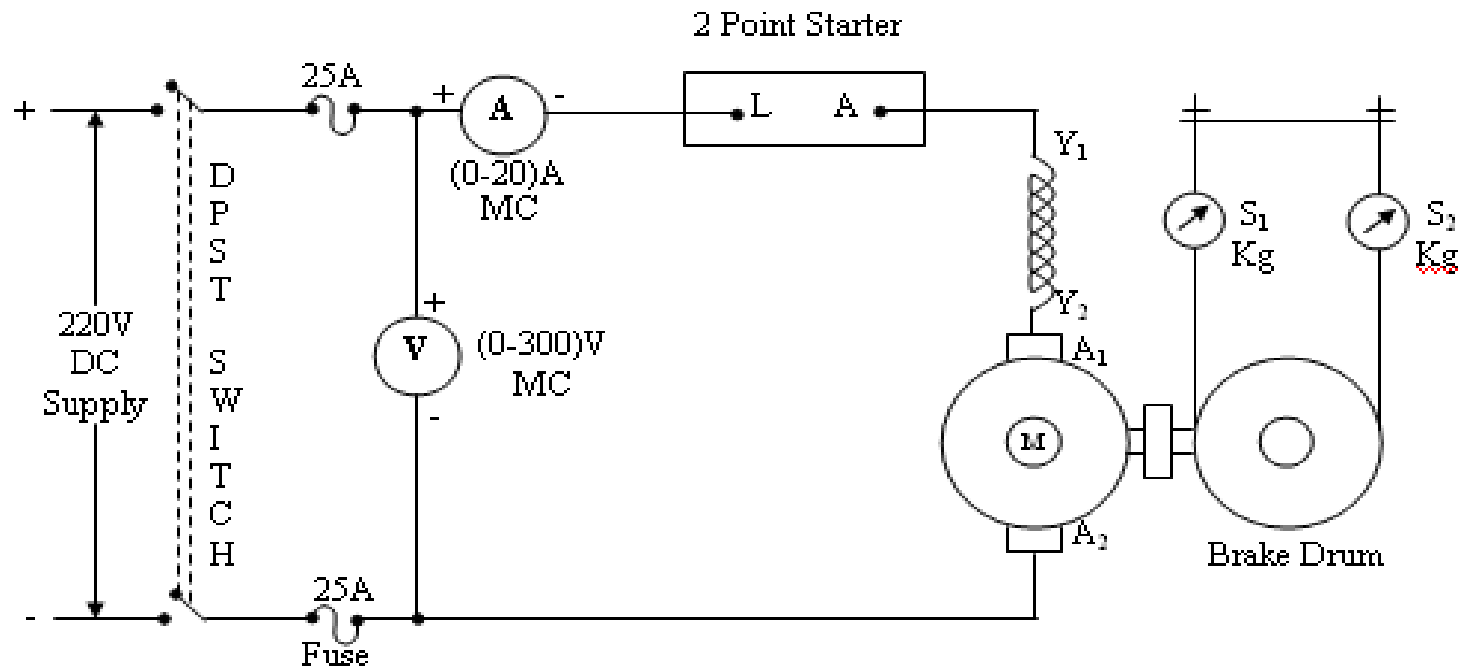 2 Point Starter
25A
+
-
+
A
L
A
(0-20)A
MC
Y₁
D
P
S
T
S
W
I
T
C
H
S₁
Kg
S₂
Kg
Y₂
+
220V
DC
Supply
V
(0-300)V
MC
-
A₁
M
A₂
Brake Drum
25A
-
Fuse